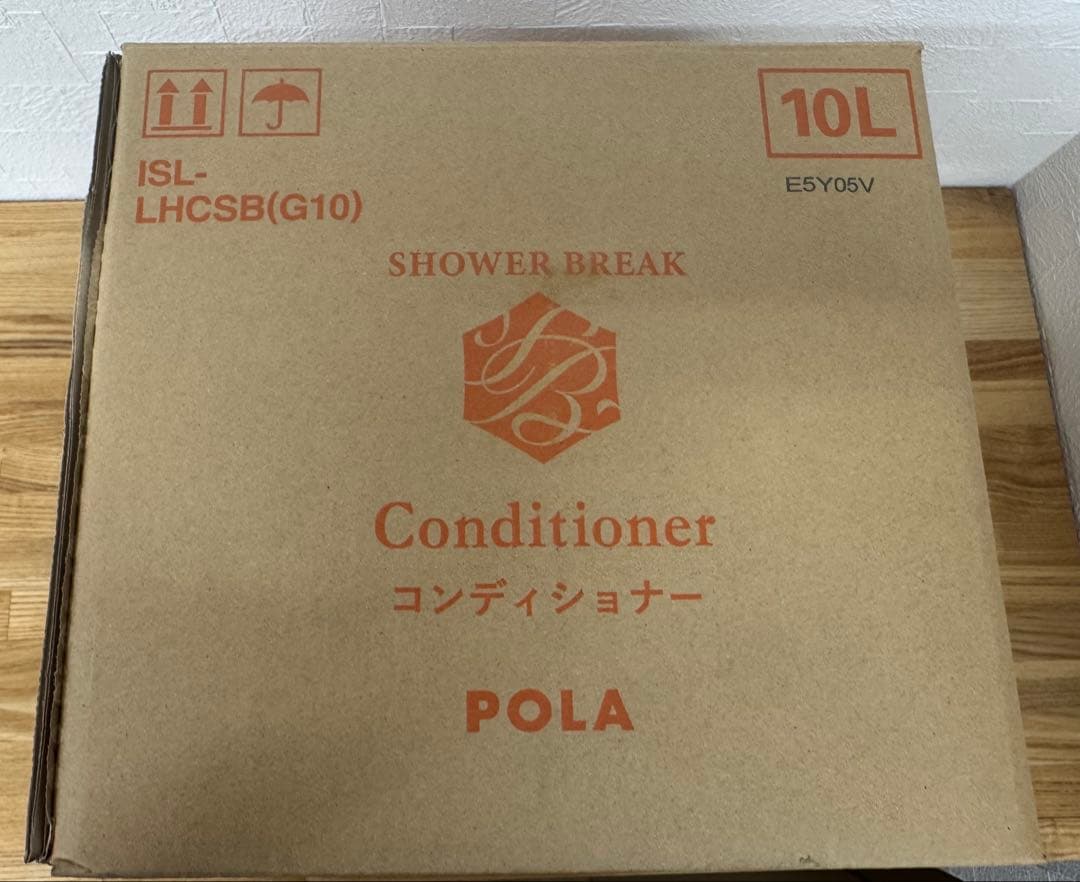 10L
E5Y05V
ISL-
LHCSB(G10)
SHOWER BREAK
SB
Conditioner
コンディショナー
POLA